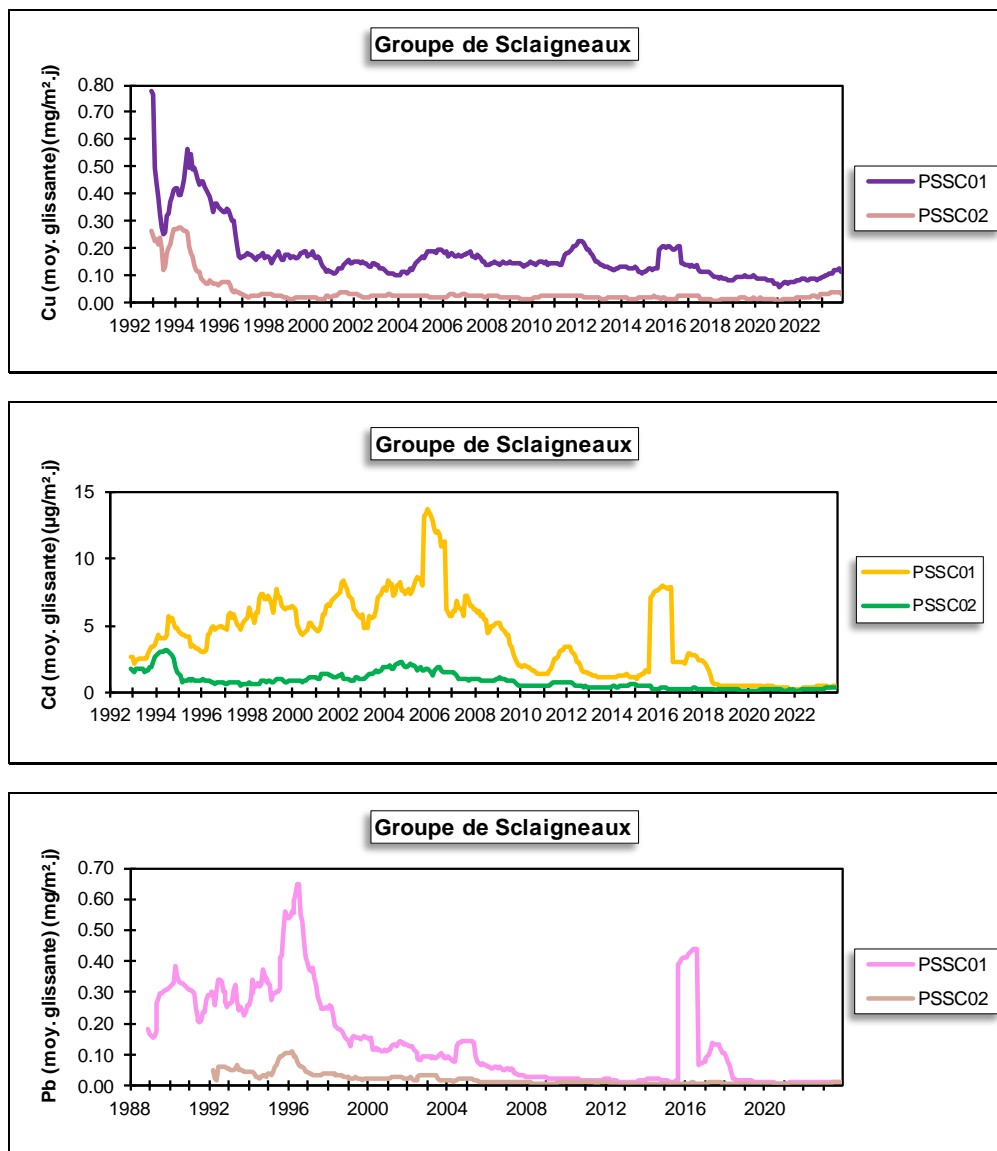 Groupe de Sclaigneaux
Cu (moy. glissante) (mg/m².j)
0.80
0.70
0.60
0.50
0.40
0.30
0.20
0.10
0.00
1992 1994 1996 1998 2000 2002 2004 2006 2008 2010 2012 2014 2016 2018 2020 2022
PSSC01
PSSC02
Groupe de Sclaigneaux
Cd (moy. glissante) (µg/m².j)
15
10
5
0
1992 1994 1996 1998 2000 2002 2004 2006 2010 2012 2014 2016 2018 2020 2022
PSSC01
PSSC02
Groupe de Sclaigneaux
Pb (moy. glissante) (mg/m².j)
0.70
0.60
0.50
0.40
0.30
0.20
0.10
0.00
1988 1992 1996 2000 2004 2008 2012 2016 2020
PSSC01
PSSC02